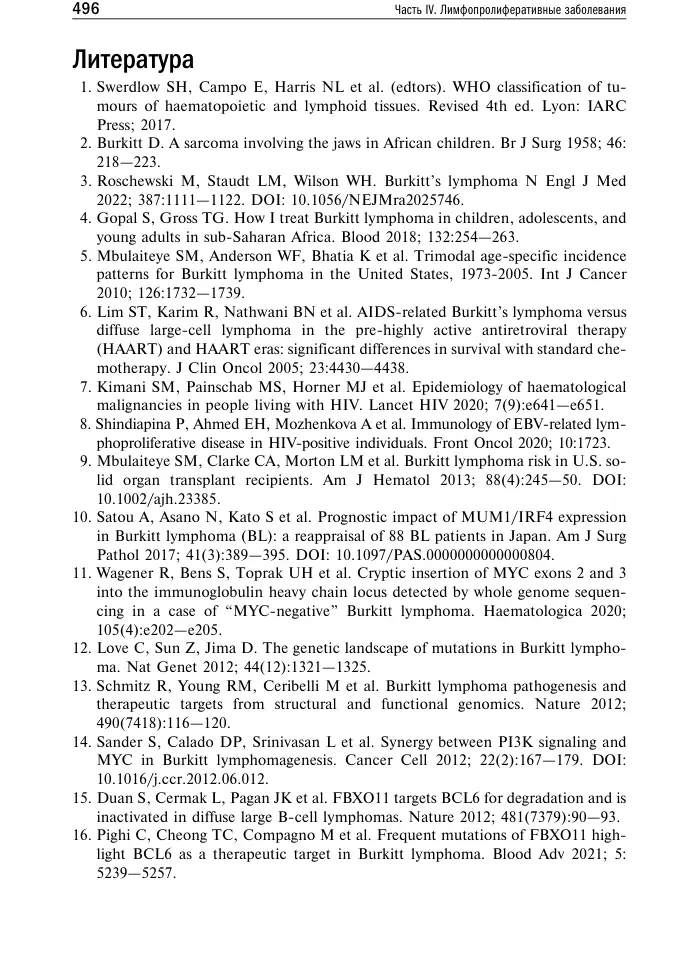 496
Часть IV. Лимфопролиферативные заболевания
Литература
1. Swerdlow SH, Campo E, Harris NL et al. (edtors). WHO classification of tu-
mours of haematopoietic and lymphoid tissues. Revised 4th ed. Lyon: IARC
Press; 2017.
2. Burkitt D. A sarcoma involving the jaws in African children. Br J Surg 1958; 46:
218—223.
3. Roschewski M, Staudt LM, Wilson WH. Burkitt's lymphoma N Engl J Med
2022; 387:1111—1122. DOI: 10.1056/NEJMra2025746.
4. Gopal S, Gross TG. How I treat Burkitt lymphoma in children, adolescents, and
young adults in sub-Saharan Africa. Blood 2018; 132:254—263.
5. Mbulaiteye SM, Anderson WF, Bhatia K et al. Trimodal age-specific incidence
patterns for Burkitt lymphoma in the United States, 1973-2005. Int J Cancer
2010; 126:1732—1739.
6. Lim ST, Karim R, Nathwani BN et al. AIDS-related Burkitt's lymphoma versus
diffuse large-cell lymphoma in the pre-highly active antiretroviral therapy
(HAART) and HAART eras: significant differences in survival with standard che-
motherapy. J Clin Oncol 2005; 23:4430—4438.
7. Kimani SM, Painschab MS, Horner MJ et al. Epidemiology of haematological
malignancies in people living with HIV. Lancet HIV 2020; 7(9):e641—e651.
8. Shindiapina P, Ahmed EH, Mozhenkova A et al. Immunology of EBV-related lym-
phoproliferative disease in HIV-positive individuals. Front Oncol 2020; 10:1723.
9. Mbulaiteye SM, Clarke CA, Morton LM et al. Burkitt lymphoma risk in U.S. so-
lid organ transplant recipients. Am J Hematol 2013; 88(4):245—50. DOI:
10.1002/ajh.23385.
10. Satou A, Asano N, Kato S et al. Prognostic impact of MUM1/IRF4 expression
in Burkitt lymphoma (BL): a reappraisal of 88 BL patients in Japan. Am J Surg
Pathol 2017; 41(3):389—395. DOI: 10.1097/PAS.0000000000000804.
11. Wagener R, Bens S, Toprak UH et al. Cryptic insertion of MYC exons 2 and 3
into the immunoglobulin heavy chain locus detected by whole genome sequen-
cing in a case of “MYC-negative” Burkitt lymphoma. Haematologica 2020;
105(4):e202—e205.
12. Love C, Sun Z, Jima D. The genetic landscape of mutations in Burkitt lympho-
ma. Nat Genet 2012; 44(12):1321—1325.
13. Schmitz R, Young RM, Ceribelli M et al. Burkitt lymphoma pathogenesis and
therapeutic targets from structural and functional genomics. Nature 2012;
490(7418):116—120.
14. Sander S, Calado DP, Srinivasan L et al. Synergy between PI3K signaling and
MYC in Burkitt lymphomagenesis. Cancer Cell 2012; 22(2):167—179. DOI:
10.1016/j.ccr.2012.06.012.
15. Duan S, Cermak L, Pagan JK et al. FBXO11 targets BCL6 for degradation and is
inactivated in diffuse large B-cell lymphomas. Nature 2012; 481(7379):90—93.
16. Pighi C, Cheong TC, Compagno M et al. Frequent mutations of FBXO11 high-
light BCL6 as a therapeutic target in Burkitt lymphoma. Blood Adv 2021; 5:
5239—5257.